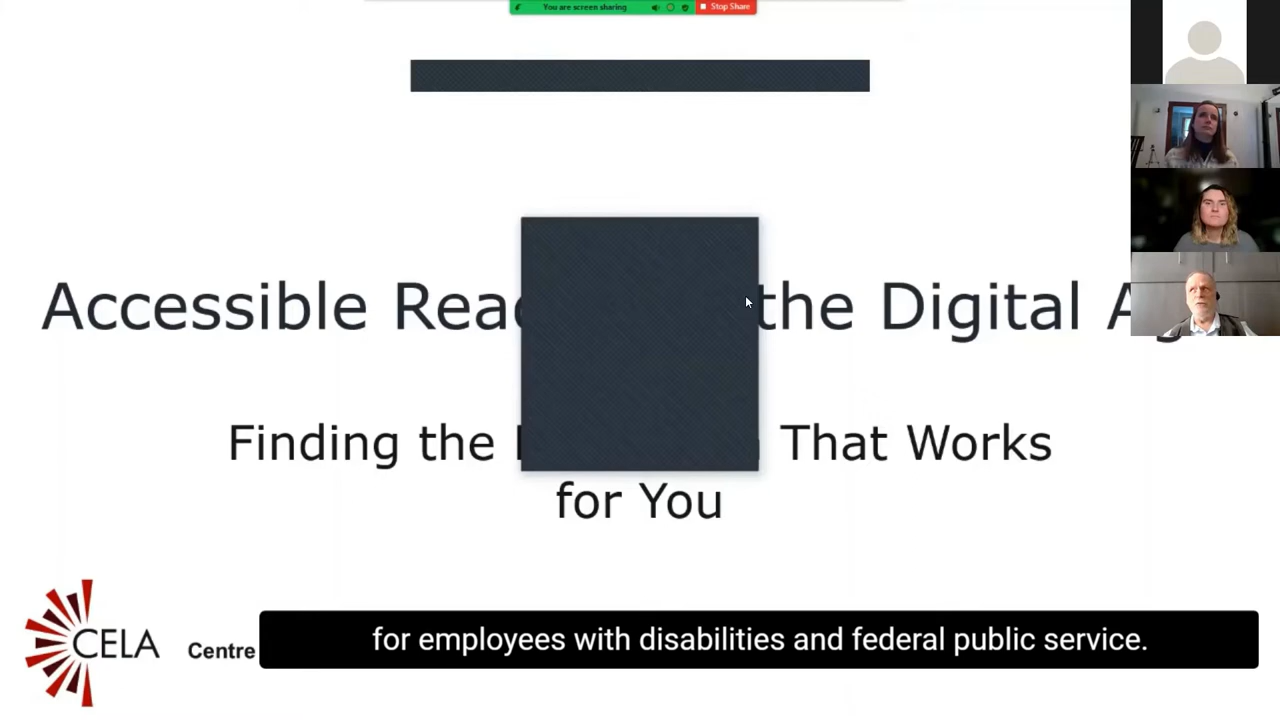 You are screen sharing Stop Share
Accessible Rea the Digital A
Finding the That Works
for You
CELA Centre
for employees with disabilities and federal public service.